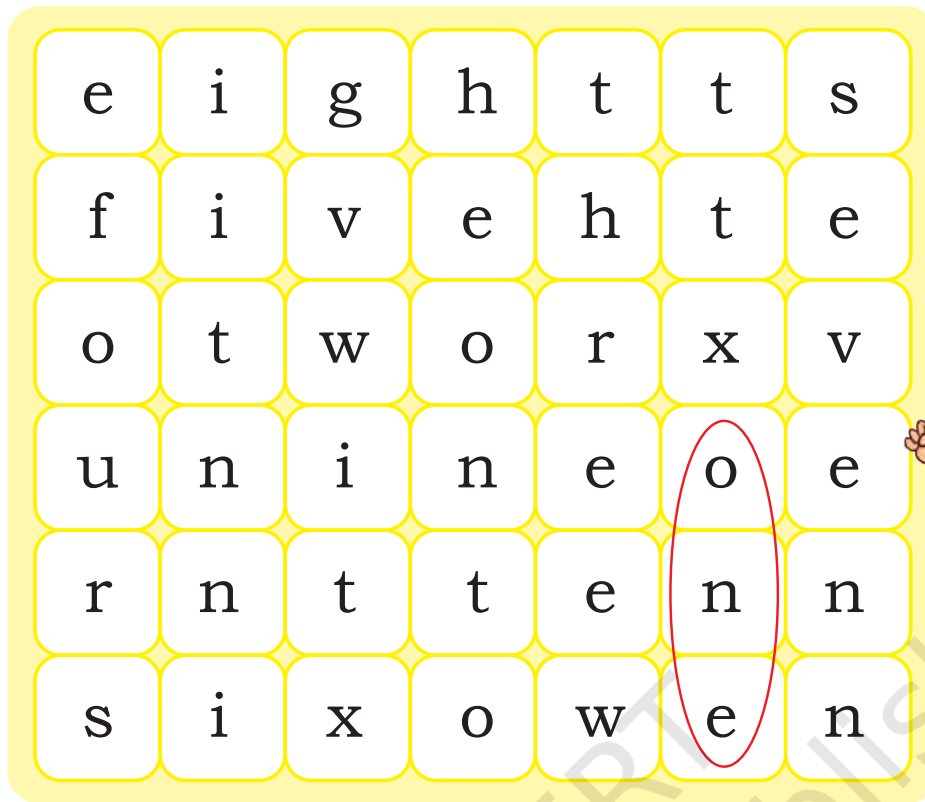 e i g h t t s
f i v e h t e
o t w o r x v
u n i n e o e
r n t t e n n
s i x o w e n